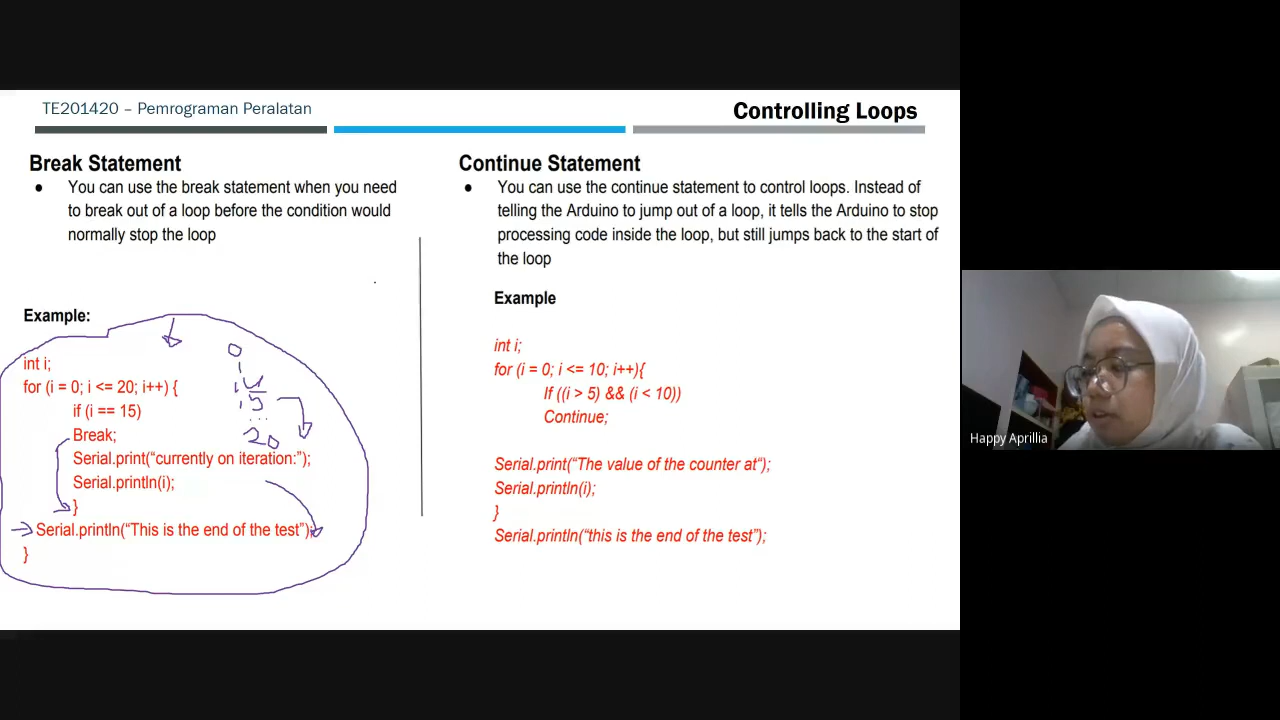 TE201420 – Pemrograman Peralatan
Controlling Loops
Break Statement
● You can use the break statement when you need
to break out of a loop before the condition would
normally stop the loop
Example:
int i;
for (i = 0; i <= 20; i++) {
if (i == 15)
Break;
Serial.print(“currently on iteration:”);
Serial.println(i);
}
Serial.println(“This is the end of the test”);
}
0
1
14
15
...
20
Continue Statement
● You can use the continue statement to control loops. Instead of
telling the Arduino to jump out of a loop, it tells the Arduino to stop
processing code inside the loop, but still jumps back to the start of
the loop
Example
int i;
for (i = 0; i <= 10; i++){
If ((i > 5) && (i < 10))
Continue;
Serial.print(“The value of the counter at“);
Serial.println(i);
}
Serial.println(“this is the end of the test”);
Happy Aprillia